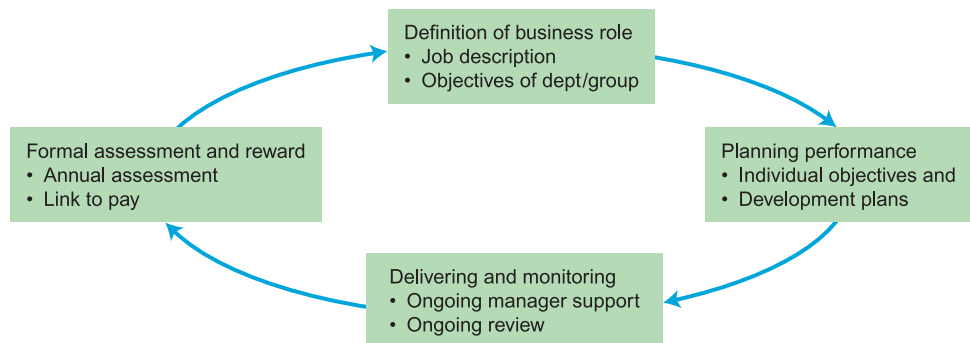 Definition of business role
• Job description
• Objectives of dept/group
Planning performance
• Individual objectives and
• Development plans
Delivering and monitoring
• Ongoing manager support
• Ongoing review
Formal assessment and reward
• Annual assessment
• Link to pay